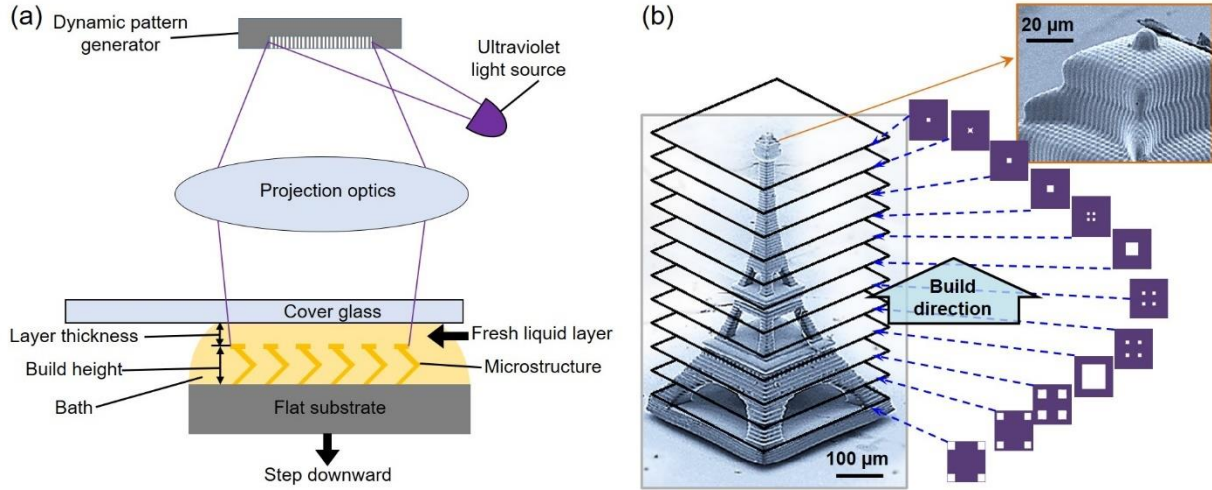 (a)
Dynamic pattern
generator
Ultraviolet
light source
Projection optics
Cover glass
Layer thickness
Fresh liquid layer
Build height
Microstructure
Bath
Flat substrate
Step downward
(b)
20 µm
Build
direction
100 µm